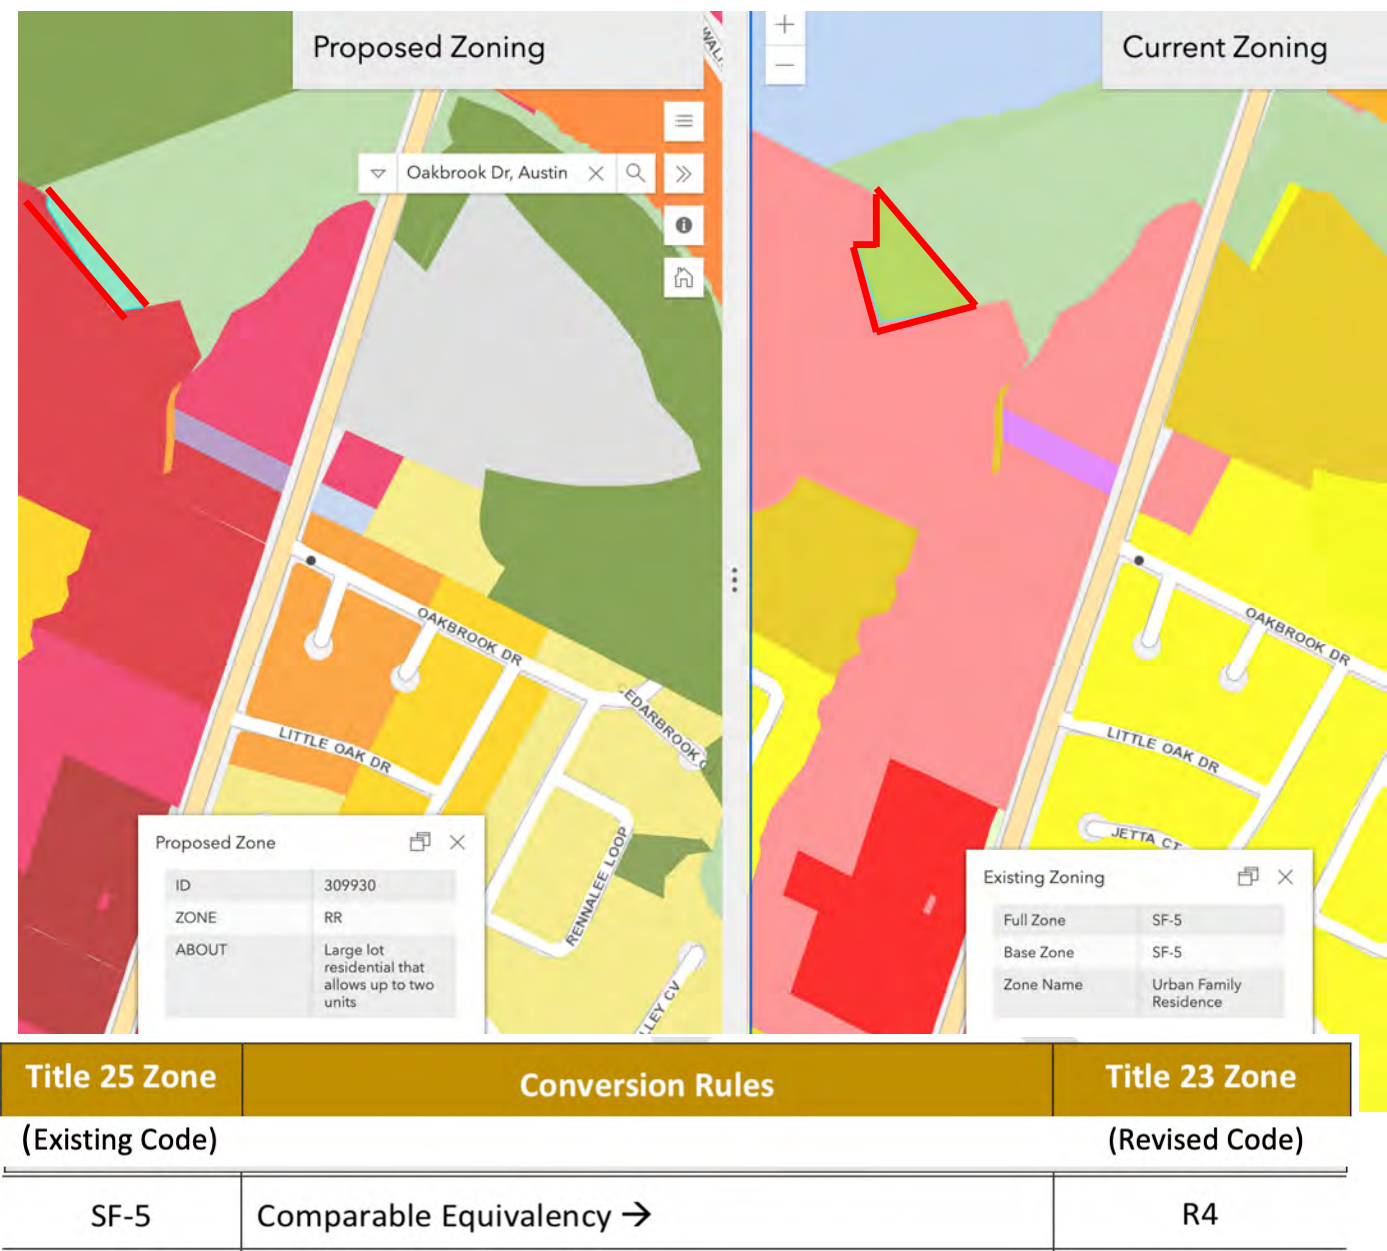 Proposed Zoning
Current Zoning
Oakbrook Dr, Austin
OAKBROOK DR
LITTLE OAK DR
RENNALEE LOOP
OAKBROOK DR
LITTLE OAK DR
JETTA CT
Proposed Zone
ID 309930
ZONE RR
ABOUT Large lot
residential that
allows up to two
units
Existing Zoning
Full Zone SF-5
Base Zone SF-5
Zone Name Urban Family
Residence
Title 25 Zone Conversion Rules Title 23 Zone
(Existing Code) (Revised Code)
SF-5 Comparable Equivalency → R4